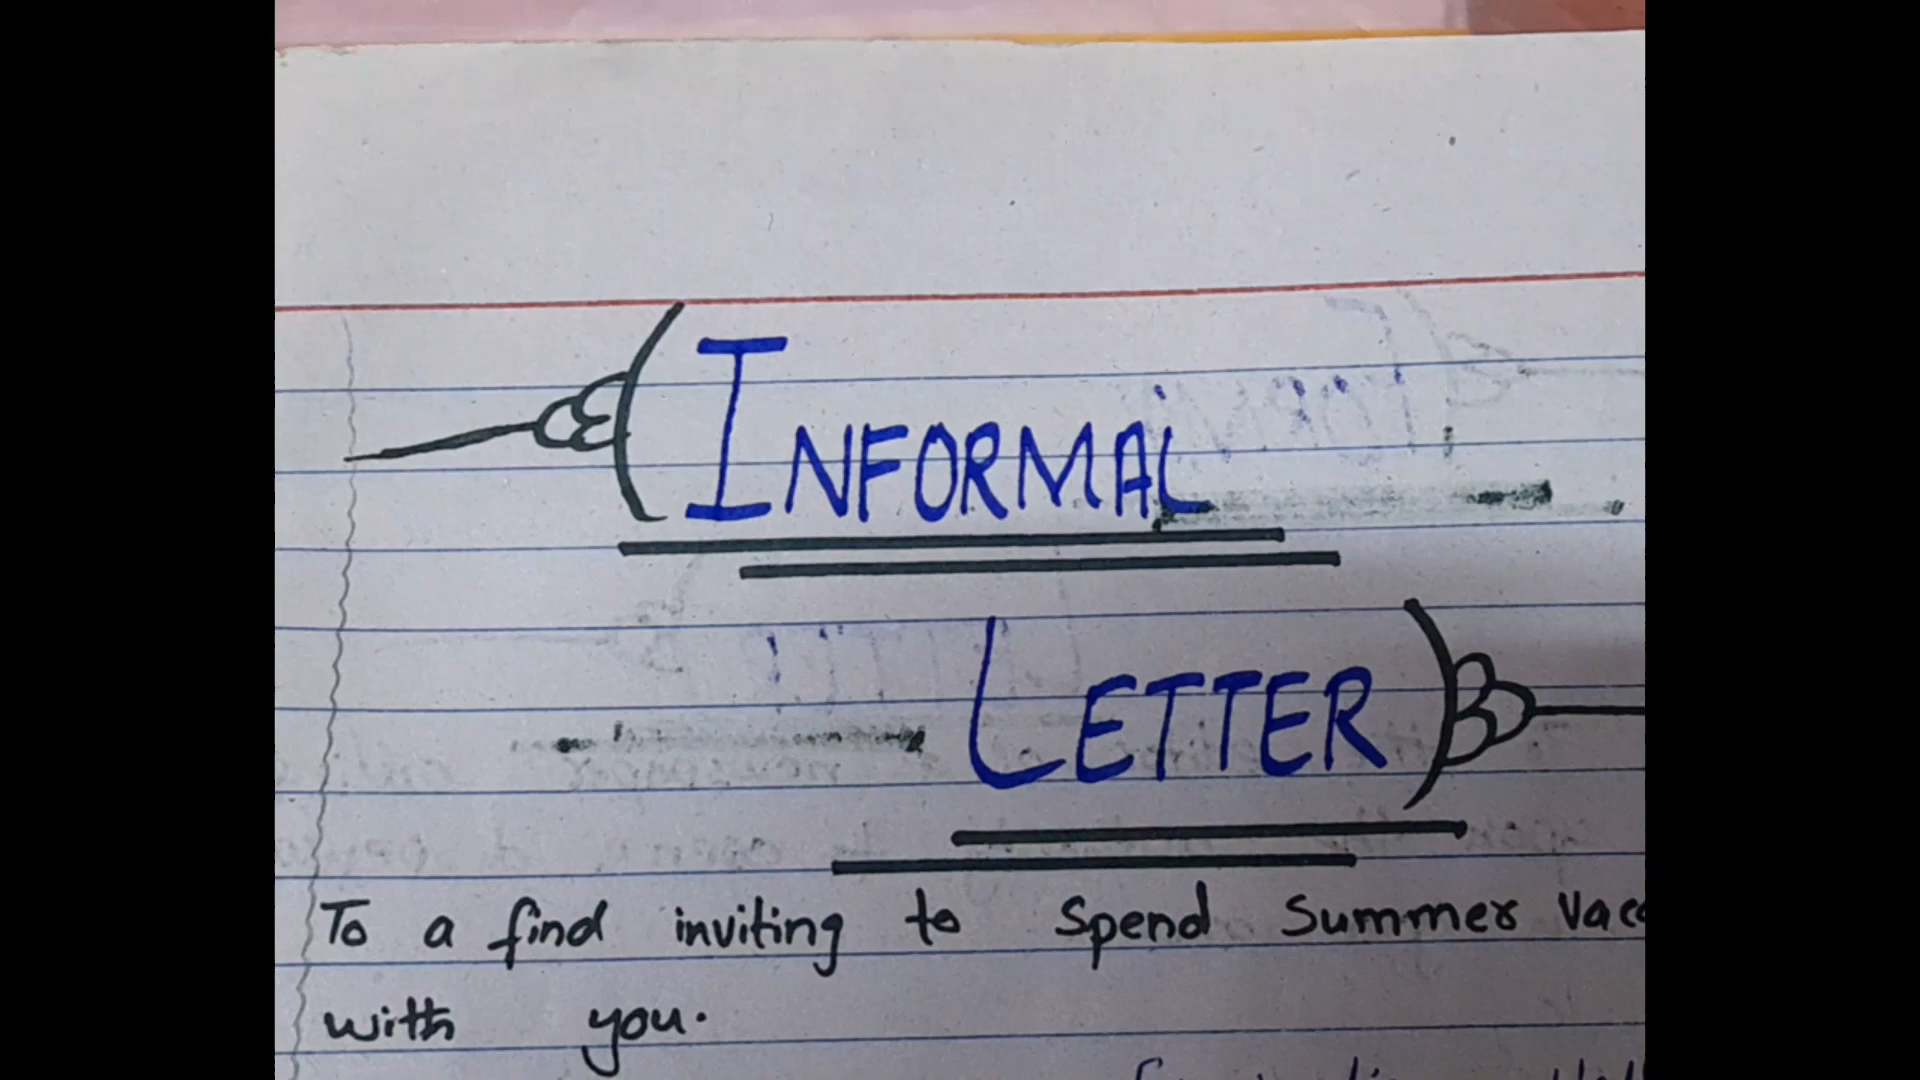 INFORMAL
LETTER
To a find inviting to Spend Summer
with you.